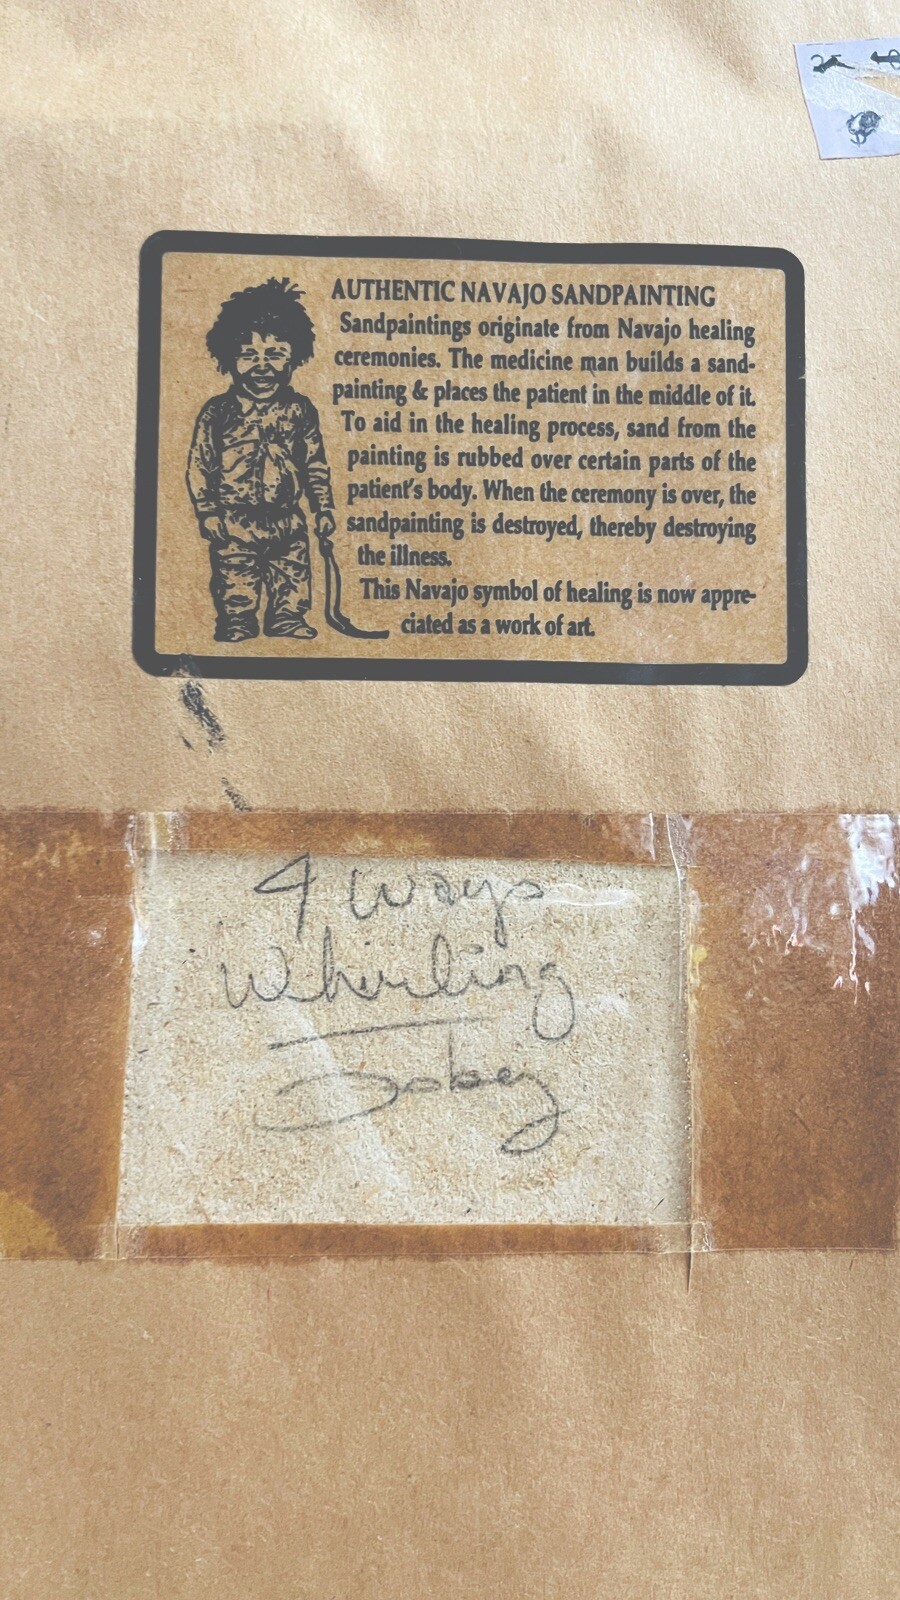 AUTHENTIC NAVAJO SANDPAINTING
Sandpaintings originate from Navajo healing
ceremonies. The medicine man builds a sand-
painting & places the patient in the middle of it.
To aid in the healing process, sand from the
painting is rubbed over certain parts of the
patient's body. When the ceremony is over, the
sandpainting is destroyed, thereby destroying
the illness.
This Navajo symbol of healing is now appre-
ciated as a work of art.
4 Ways
Whirling